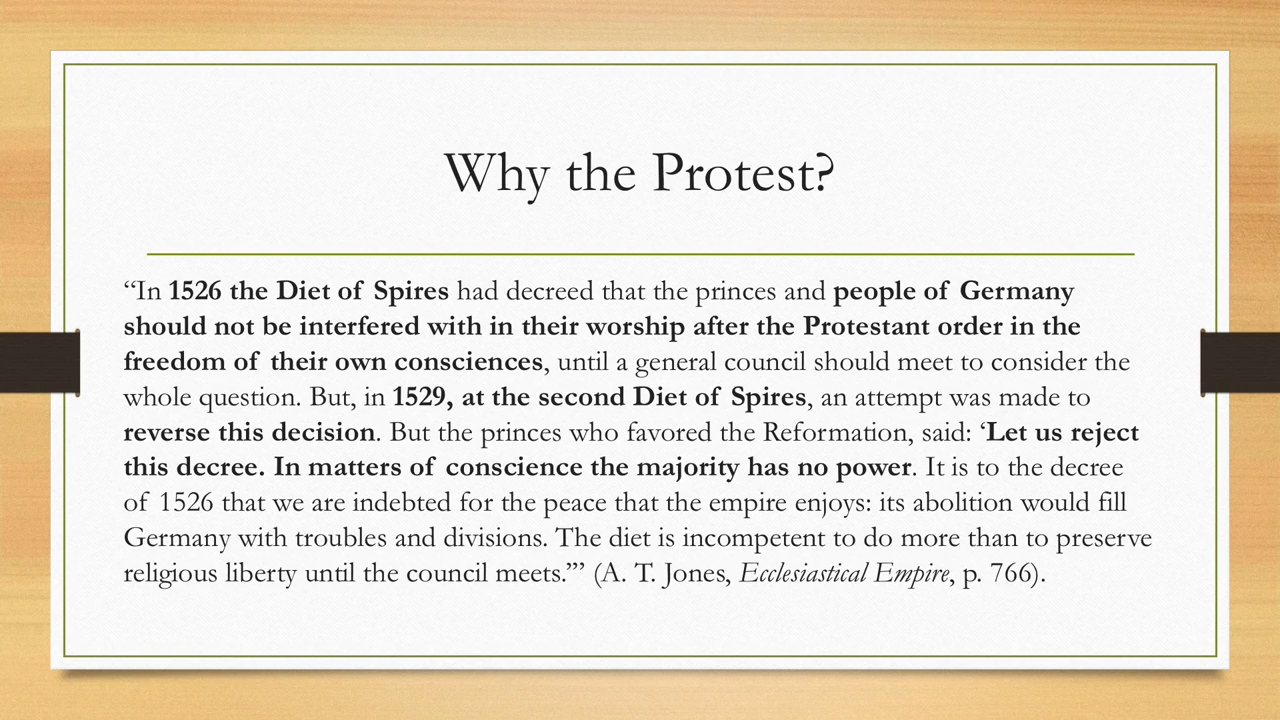 Why the Protest?
“In 1526 the Diet of Spires had decreed that the princes and people of Germany
should not be interfered with in their worship after the Protestant order in the
freedom of their own consciences, until a general council should meet to consider the
whole question. But, in 1529, at the second Diet of Spires, an attempt was made to
reverse this decision. But the princes who favored the Reformation, said: ‘Let us reject
this decree. In matters of conscience the majority has no power. It is to the decree
of 1526 that we are indebted for the peace that the empire enjoys: its abolition would fill
Germany with troubles and divisions. The diet is incompetent to do more than to preserve
religious liberty until the council meets.”’ (A. T. Jones, Ecclesiastical Empire, p. 766).